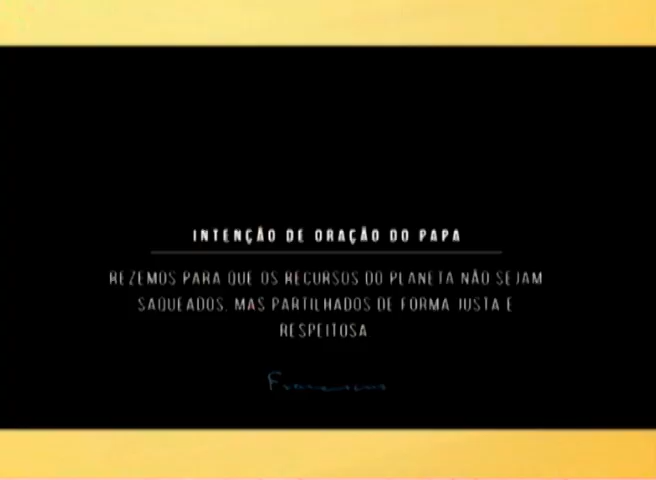 INTENÇÃO DE ORAÇÃO DO PAPA
REZEMOS PARA QUE OS RECURSOS DO PLANETA NÃO SEJAM
SAQUEADOS, MAS PARTILHADOS DE FORMA JUSTA E
RESPEITOSA
Franciscus